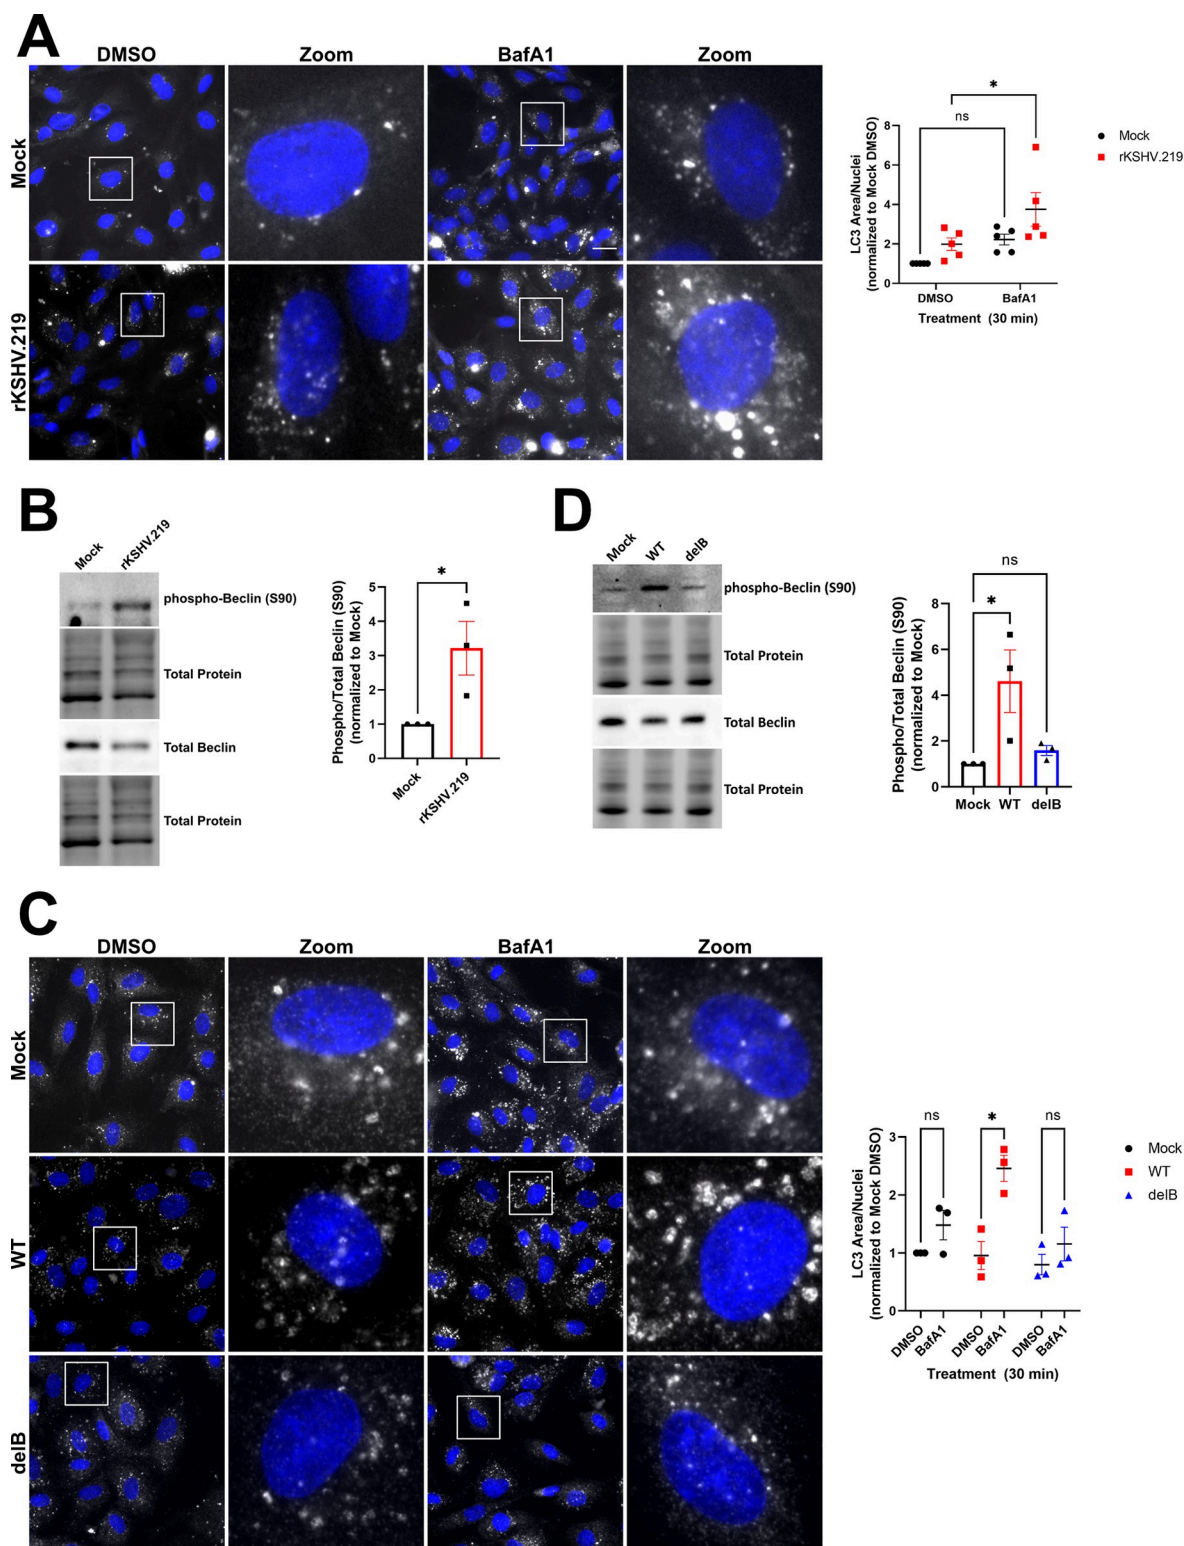 A
DMSO Zoom BafA1 Zoom
Mock
rKSHV.219
LC3 Area/Nuclei
(normalized to Mock DMSO)
8
6
4
2
0
ns
*
DMSO BafA1
Treatment (30 min)
Mock
rKSHV.219
B
Mock rKSHV.219
phospho-Beclin (S90)
Total Protein
Total Beclin
Total Protein
Phospho/Total Beclin (S90)
(normalized to Mock)
5
4
3
2
1
0
*
Mock rKSHV.219
D
Mock WT delB
phospho-Beclin (S90)
Total Protein
Total Beclin
Total Protein
Phospho/Total Beclin (S90)
(normalized to Mock)
8
6
4
2
0
ns
*
Mock WT delB
C
DMSO Zoom BafA1 Zoom
Mock
WT
delB
LC3 Area/Nuclei
(normalized to Mock DMSO)
3
2
1
0
ns * ns
DMSO BafA1 DMSO BafA1 DMSO BafA1
Treatment (30 min)
Mock
WT
delB